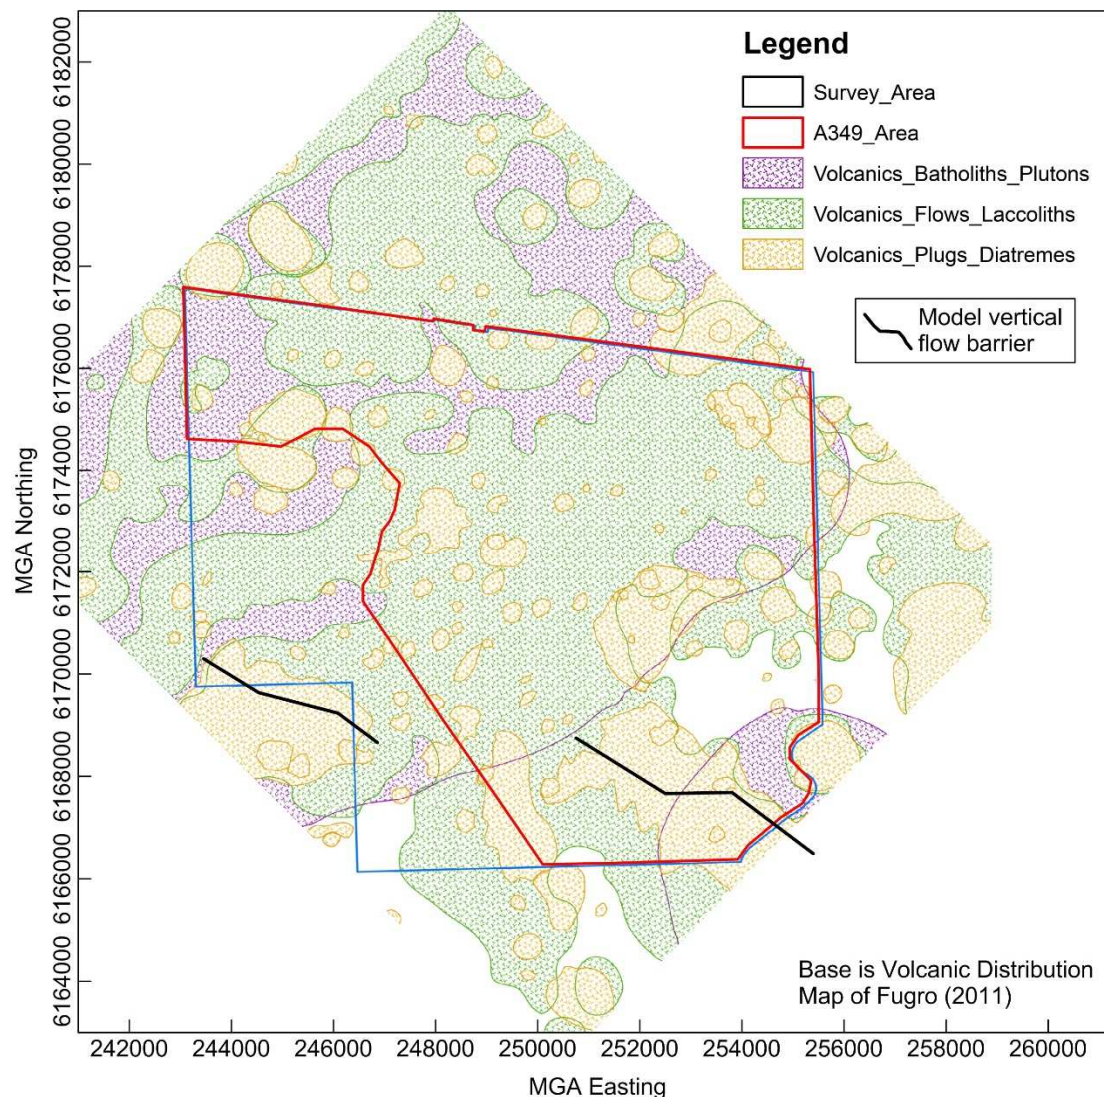 Legend
Survey_Area
A349_Area
Volcanics_Batholiths_Plutons
Volcanics_Flows_Laccoliths
Volcanics_Plugs_Diatremes
Model vertical
flow barrier
MGA Northing
6182000
6180000
6178000
6176000
6174000
6172000
6170000
6168000
6166000
6164000
Base is Volcanic Distribution
Map of Fugro (2011)
242000 244000 246000 248000 250000 252000 254000 256000 258000 260000
MGA Easting